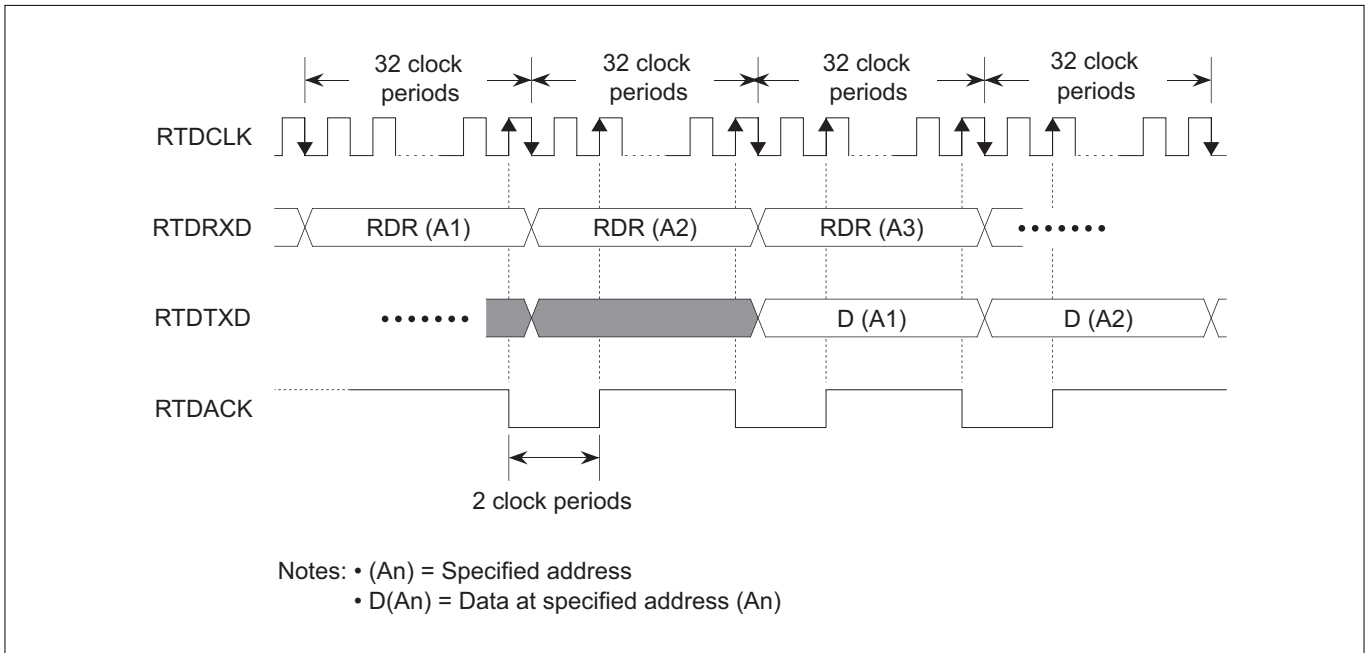 32 clock periods
32 clock periods
32 clock periods
32 clock periods
RTDCLK
RTDRXD
RDR (A1)
RDR (A2)
RDR (A3)
RTDTXD
D (A1)
D (A2)
RTDACK
2 clock periods
Notes: • (An) = Specified address
• D(An) = Data at specified address (An)